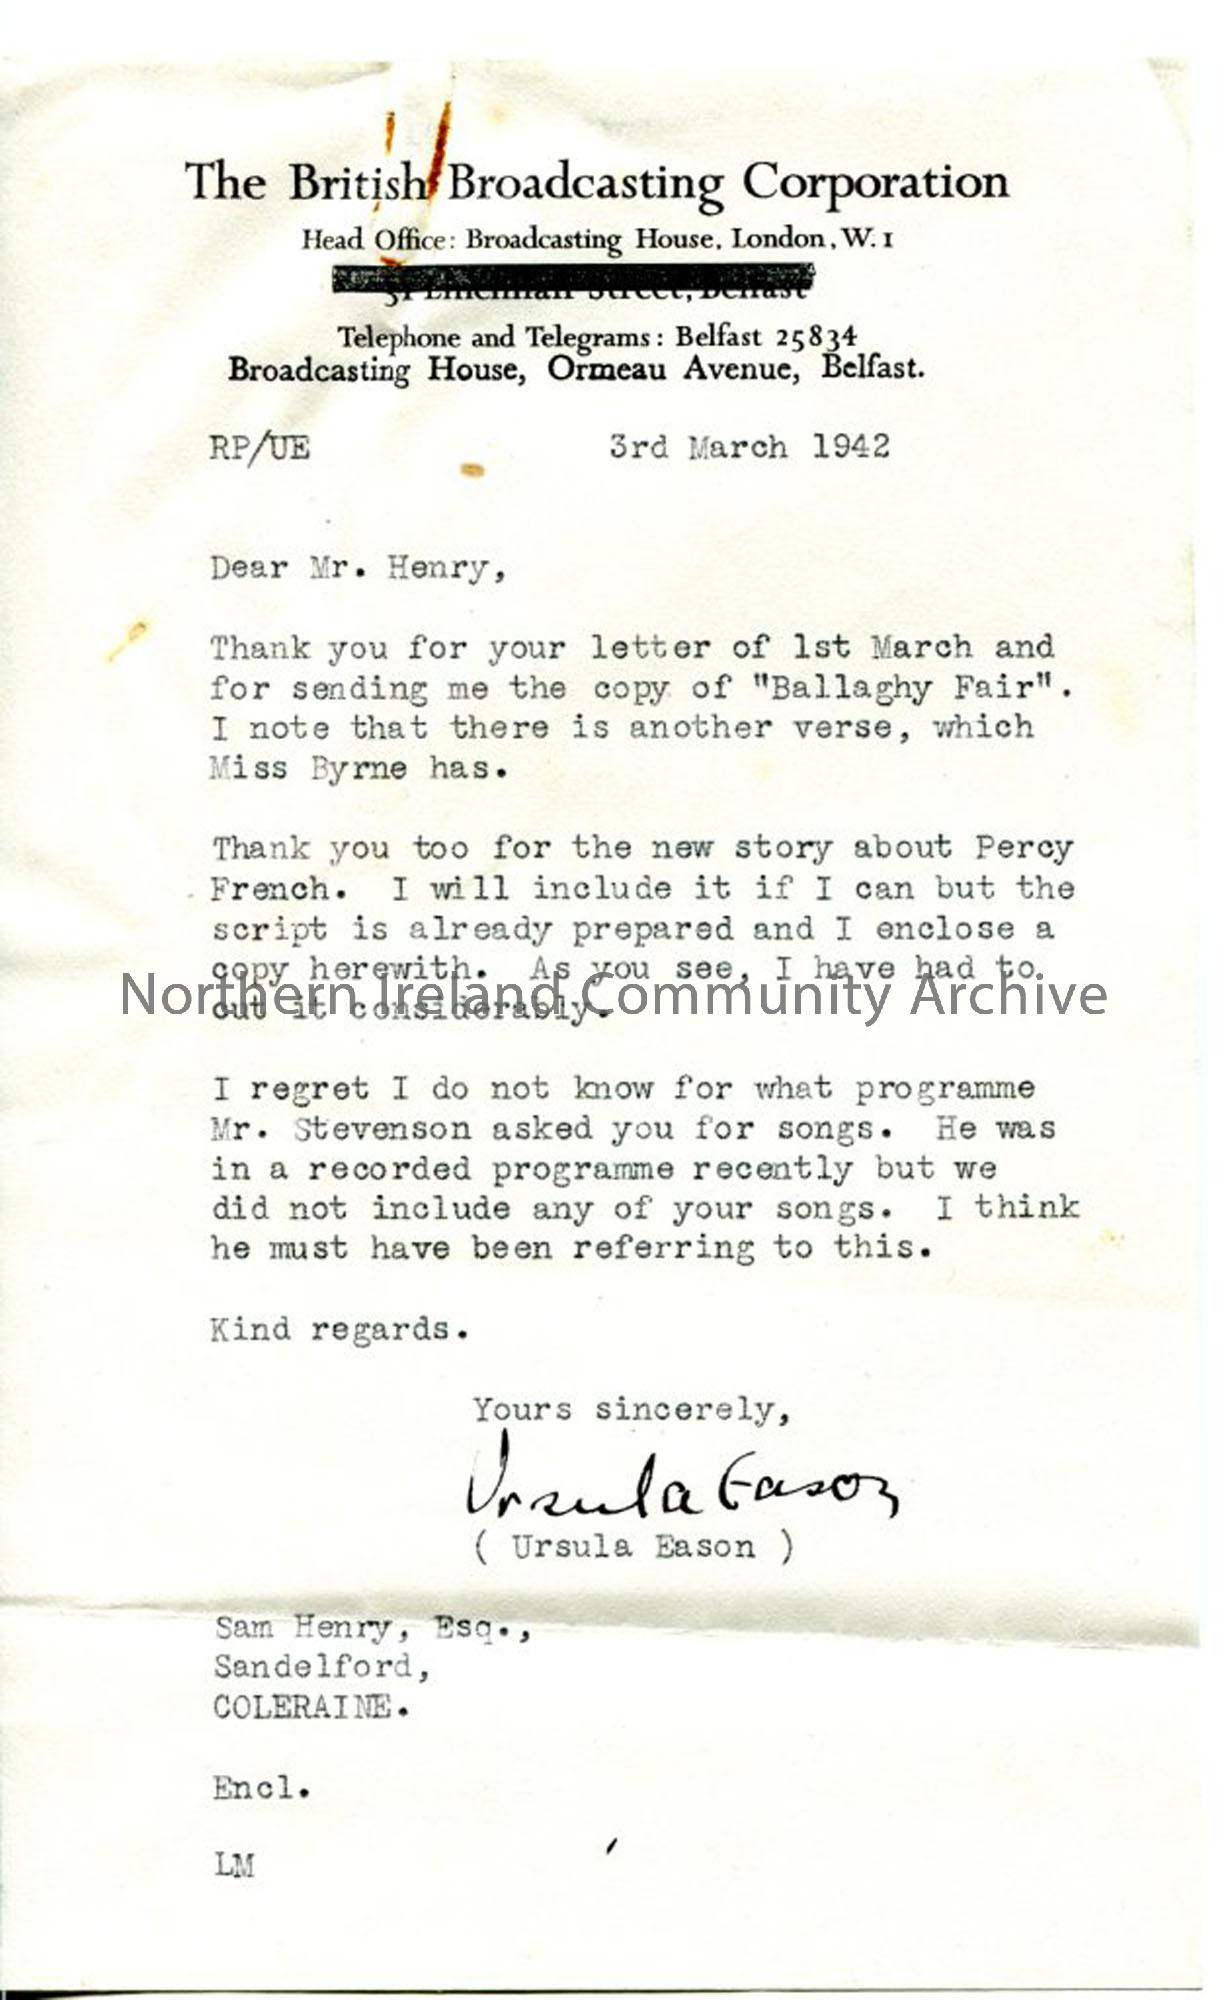 The British Broadcasting Corporation
Head Office: Broadcasting House, London, W.1
Street, Belfast
Telephone and Telegrams: Belfast 25834
Broadcasting House, Ormeau Avenue, Belfast.
RP/UE 3rd March 1942
Dear Mr. Henry,
Thank you for your letter of 1st March and
for sending me the copy of "Ballaghy Fair".
I note that there is another verse, which
Miss Byrne has.
Thank you too for the new story about Percy
French. I will include it if I can but the
script is already prepared and I enclose a
copy herewith. As you see, I have had to
cut it considerably.
Northern Ireland Community Archive
I regret I do not know for what programme
Mr. Stevenson asked you for songs. He was
in a recorded programme recently but we
did not include any of your songs. I think
he must have been referring to this.
Kind regards.
Yours sincerely,
Ursula Eason
( Ursula Eason )
Sam Henry, Esq.,
Sandelford,
COLERAINE.
Encl.
LM